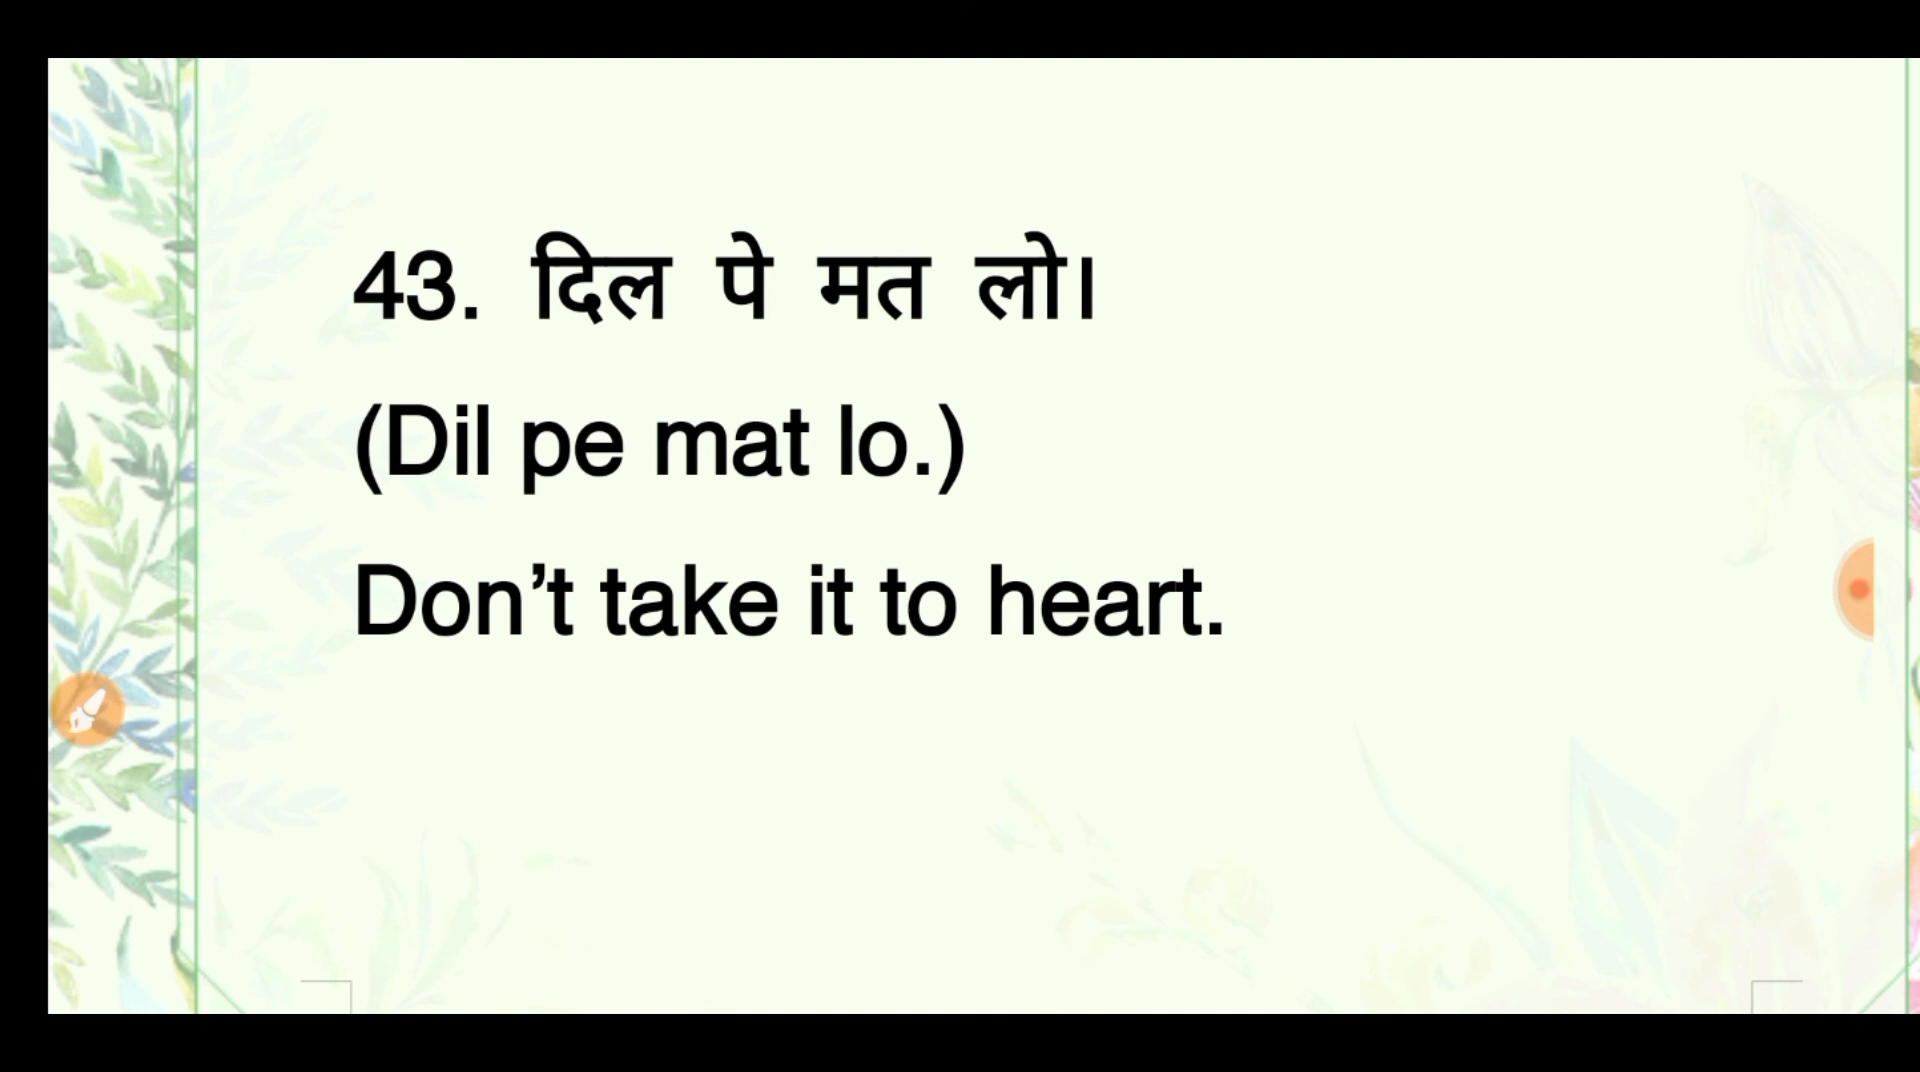 43. दिल पे मत लो।
(Dil pe mat lo.)
Don’t take it to heart.